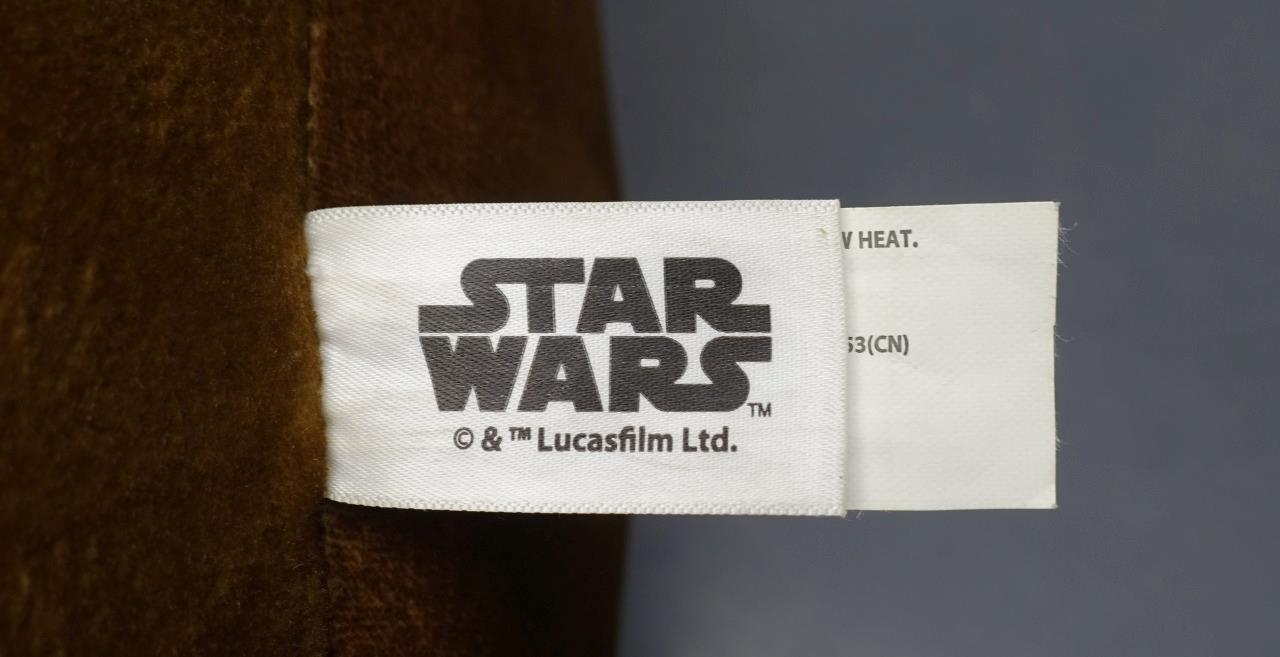 STAR
WARS™
© & ™ Lucasfilm Ltd.
HEAT.
53(CN)